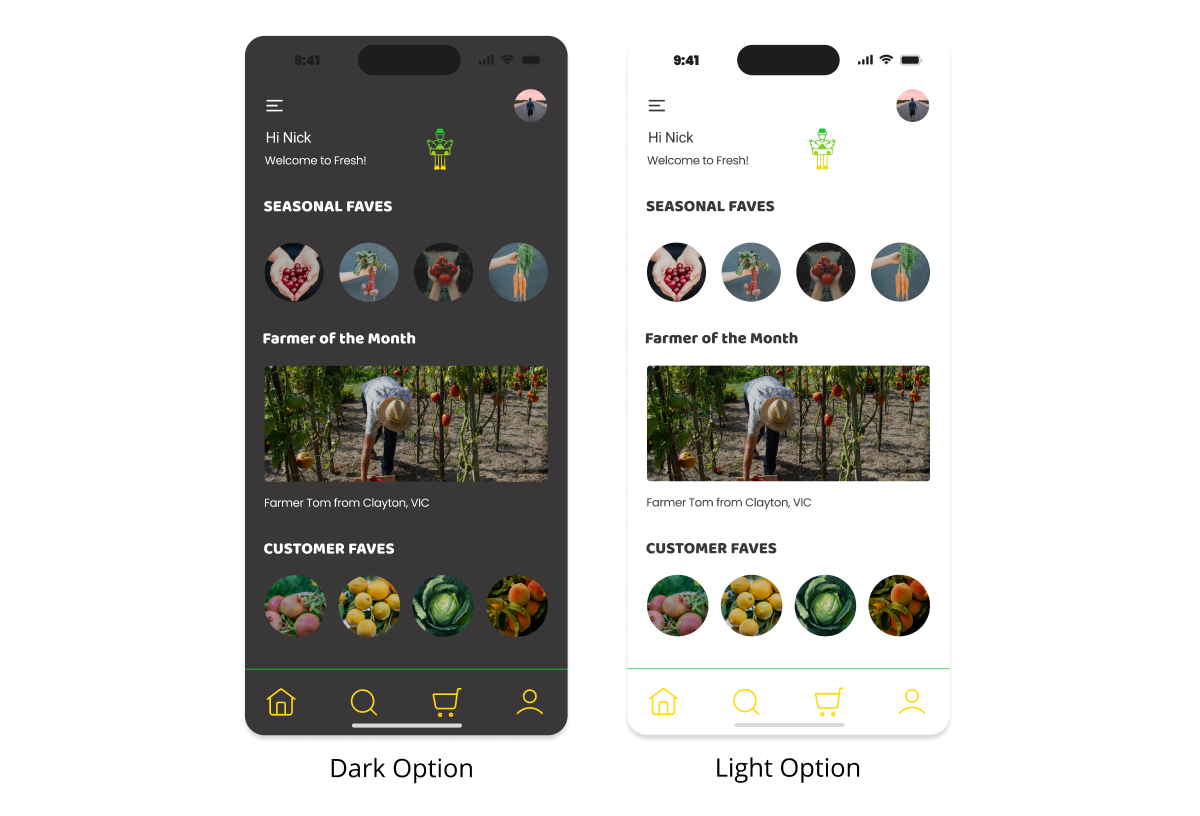 9:41
Hi Nick
Welcome to Fresh!
SEASONAL FAVES
Farmer of the Month
Farmer Tom from Clayton, VIC
CUSTOMER FAVES
Dark Option
9:41
Hi Nick
Welcome to Fresh!
SEASONAL FAVES
Farmer of the Month
Farmer Tom from Clayton, VIC
CUSTOMER FAVES
Light Option